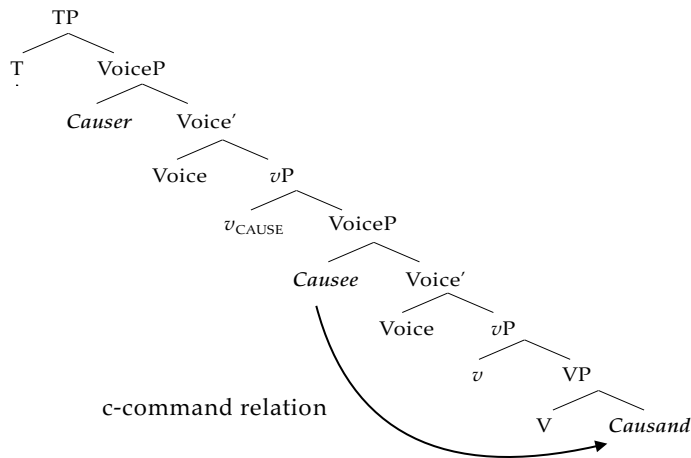 TP
T VoiceP
.
Causer Voice′
Voice vP
vCAUSE VoiceP
Causee Voice′
Voice vP
v VP
c-command relation
V Causand